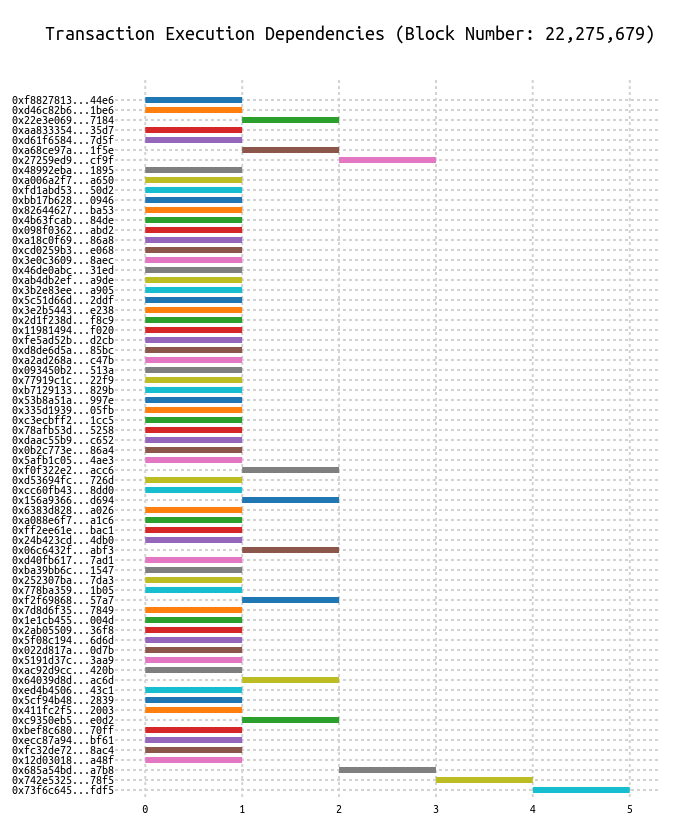 Transaction Execution Dependencies (Block Number: 22,275,679)
0xf8827813...44e6
0xd46c82b6...1be6
0x22e3e069...7184
0xaa833354...35d7
0xd61f6584...7d5f
0xa68ce97a...1f5e
0x27259ed9...cf9f
0x48992eba...1895
0xa006a2f7...a650
0xfd1abd53...50d2
0xbb17b628...0946
0x82644627...ba53
0x4b63fcab...84de
0x098f0362...abd2
0xa18c0f69...86a8
0xcd0259b3...e068
0x3e0c3609...8aec
0x46de0abc...31ed
0xab4db2ef...a9de
0x3b2e83ee...a905
0x5c51d66d...2ddf
0x3e2b5443...e238
0x2d1f238d...f8c9
0x11981494...f020
0xfe5ad52b...d2cb
0xd8de6d5a...85bc
0xa2ad268a...c47b
0x093450b2...513a
0x77919c1c...22f9
0xb7129133...829b
0x53b8a51a...997e
0x335d1939...05fb
0xc3ecbff2...1cc5
0x78afb53d...5258
0xdaac55b9...c652
0x0b2c773e...86a4
0x5afb1c05...4ae3
0xf0f322e2...acc6
0xd53694fc...726d
0xcc60fb43...8dd0
0x156a9366...d694
0x6383d828...a026
0xa088e6f7...a1c6
0xff2ee61e...bac1
0x24b423cd...4db0
0x06c6432f...abf3
0xd40fb617...7ad1
0xba39bb6c...1547
0x252307ba...7da3
0x778ba359...1b05
0xf2f69868...57a7
0x7d8d6f35...7849
0x1e1cb455...004d
0x2ab05509...36f8
0x5f08c194...6d6d
0x022d817a...0d7b
0x5191d37c...3aa9
0xac92d9cc...420b
0x64039d8d...ac6d
0xed4b4506...43c1
0x5cf94b48...2839
0x411fc2f5...2003
0xc9350eb5...e0d2
0xbef8c680...70ff
0xecc87a94...bf61
0xfc32de72...8ac4
0x12d03018...a48f
0x685a54bd...a7b8
0x742e5325...78f5
0x73f6c645...fdf5
0 1 2 3 4 5